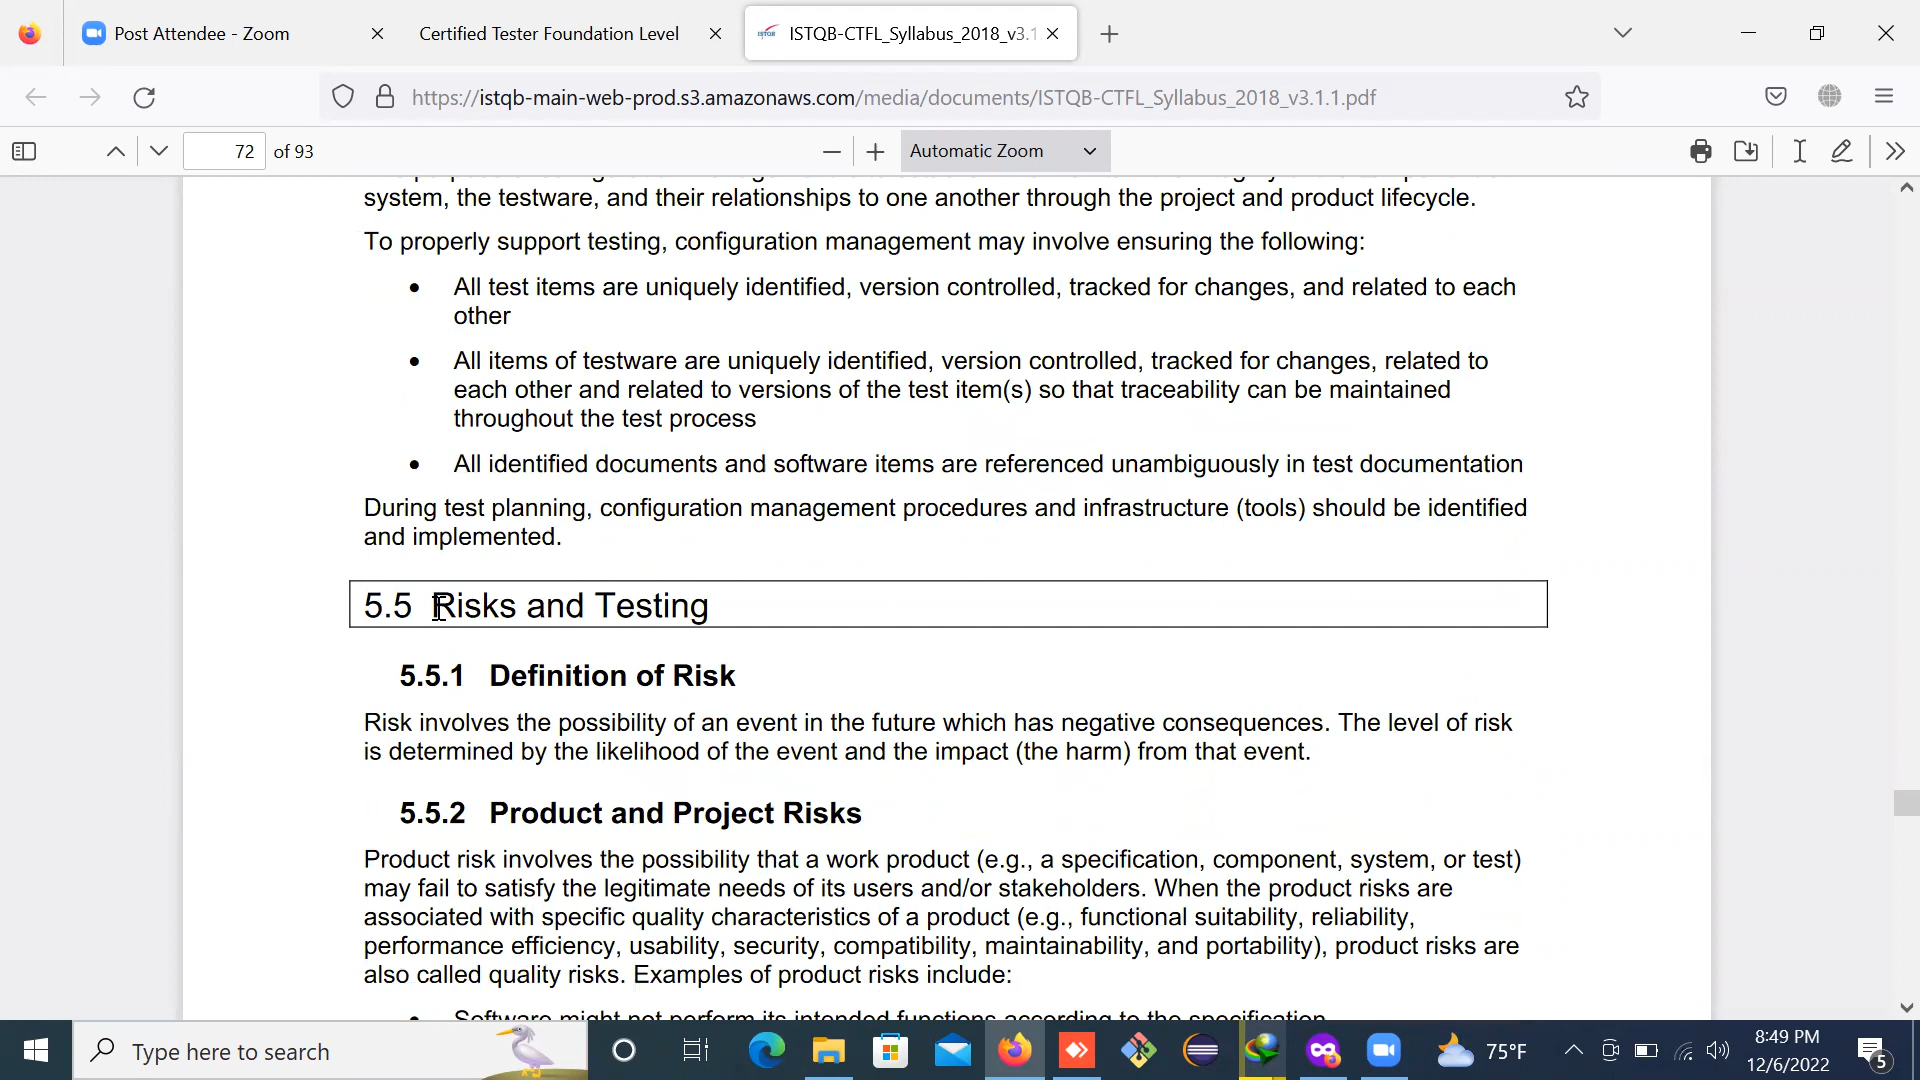 Post Attendee - Zoom
Certified Tester Foundation Level
ISTQB-CTFL_Syllabus_2018_v3.1.
https://istqb-main-web-prod.s3.amazonaws.com/media/documents/ISTQB-CTFL_Syllabus_2018_v3.1.1.pdf
72 of 93
Automatic Zoom
system, the testware, and their relationships to one another through the project and product lifecycle.
To properly support testing, configuration management may involve ensuring the following:
• All test items are uniquely identified, version controlled, tracked for changes, and related to each
other
• All items of testware are uniquely identified, version controlled, tracked for changes, related to
each other and related to versions of the test item(s) so that traceability can be maintained
throughout the test process
• All identified documents and software items are referenced unambiguously in test documentation
During test planning, configuration management procedures and infrastructure (tools) should be identified
and implemented.
5.5 Risks and Testing
5.5.1 Definition of Risk
Risk involves the possibility of an event in the future which has negative consequences. The level of risk
is determined by the likelihood of the event and the impact (the harm) from that event.
5.5.2 Product and Project Risks
Product risk involves the possibility that a work product (e.g., a specification, component, system, or test)
may fail to satisfy the legitimate needs of its users and/or stakeholders. When the product risks are
associated with specific quality characteristics of a product (e.g., functional suitability, reliability,
performance efficiency, usability, security, compatibility, maintainability, and portability), product risks are
also called quality risks. Examples of product risks include:
• Software might not perform its intended functions according to the specification
Type here to search
75°F
8:49 PM
12/6/2022
5